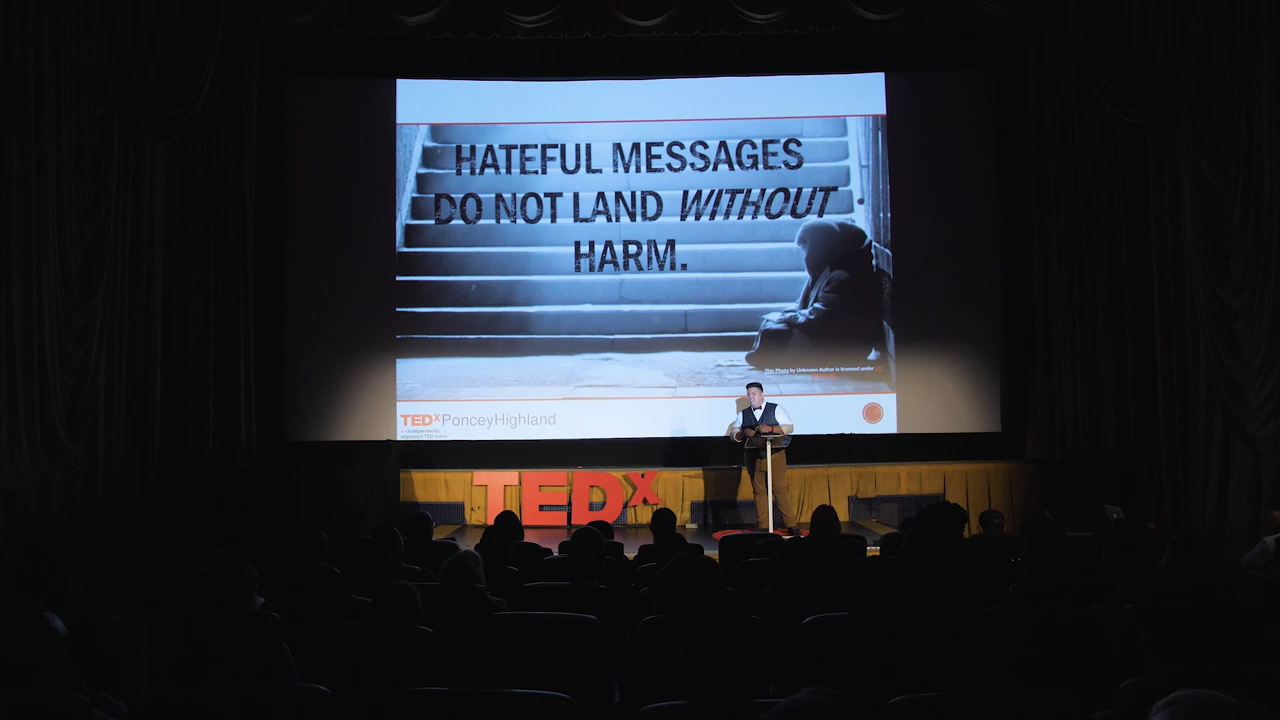 HATEFUL MESSAGES
DO NOT LAND WITHOUT
HARM.
This Photo by Unknown Author is licensed under
TEDxPonceyHighland
x = independently
organized TED event
TEDx